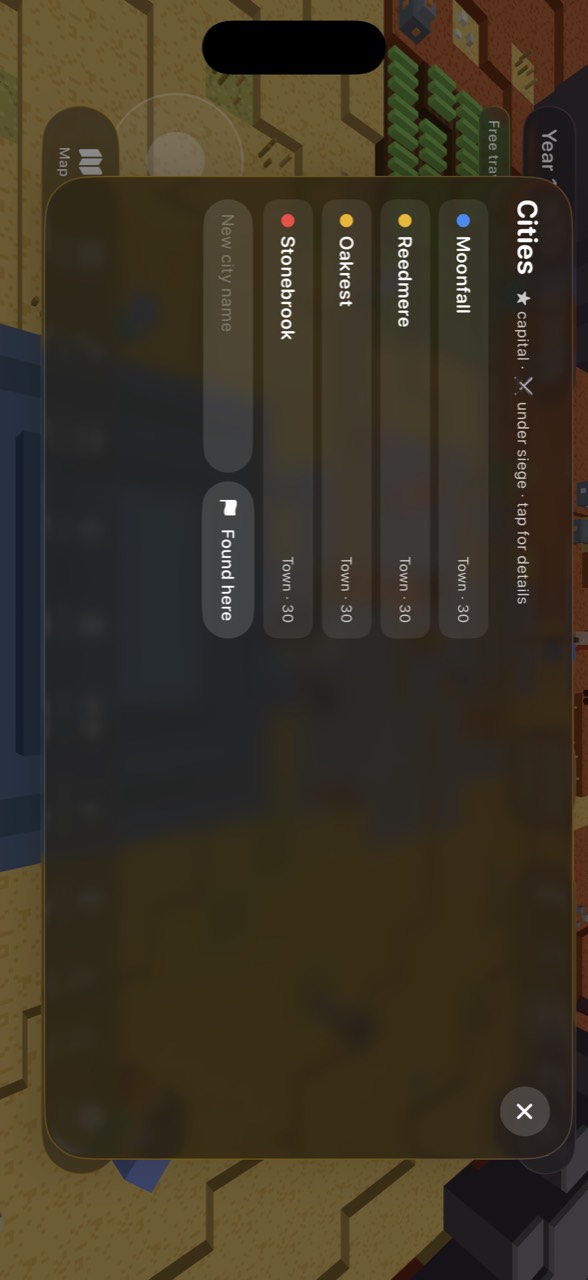 Year
Free tra
Map
Cities ★ capital · ⚔ under siege · tap for details
Moonfall Town · 30
Reedmere Town · 30
Oakrest Town · 30
Stonebrook Town · 30
New city name Found here